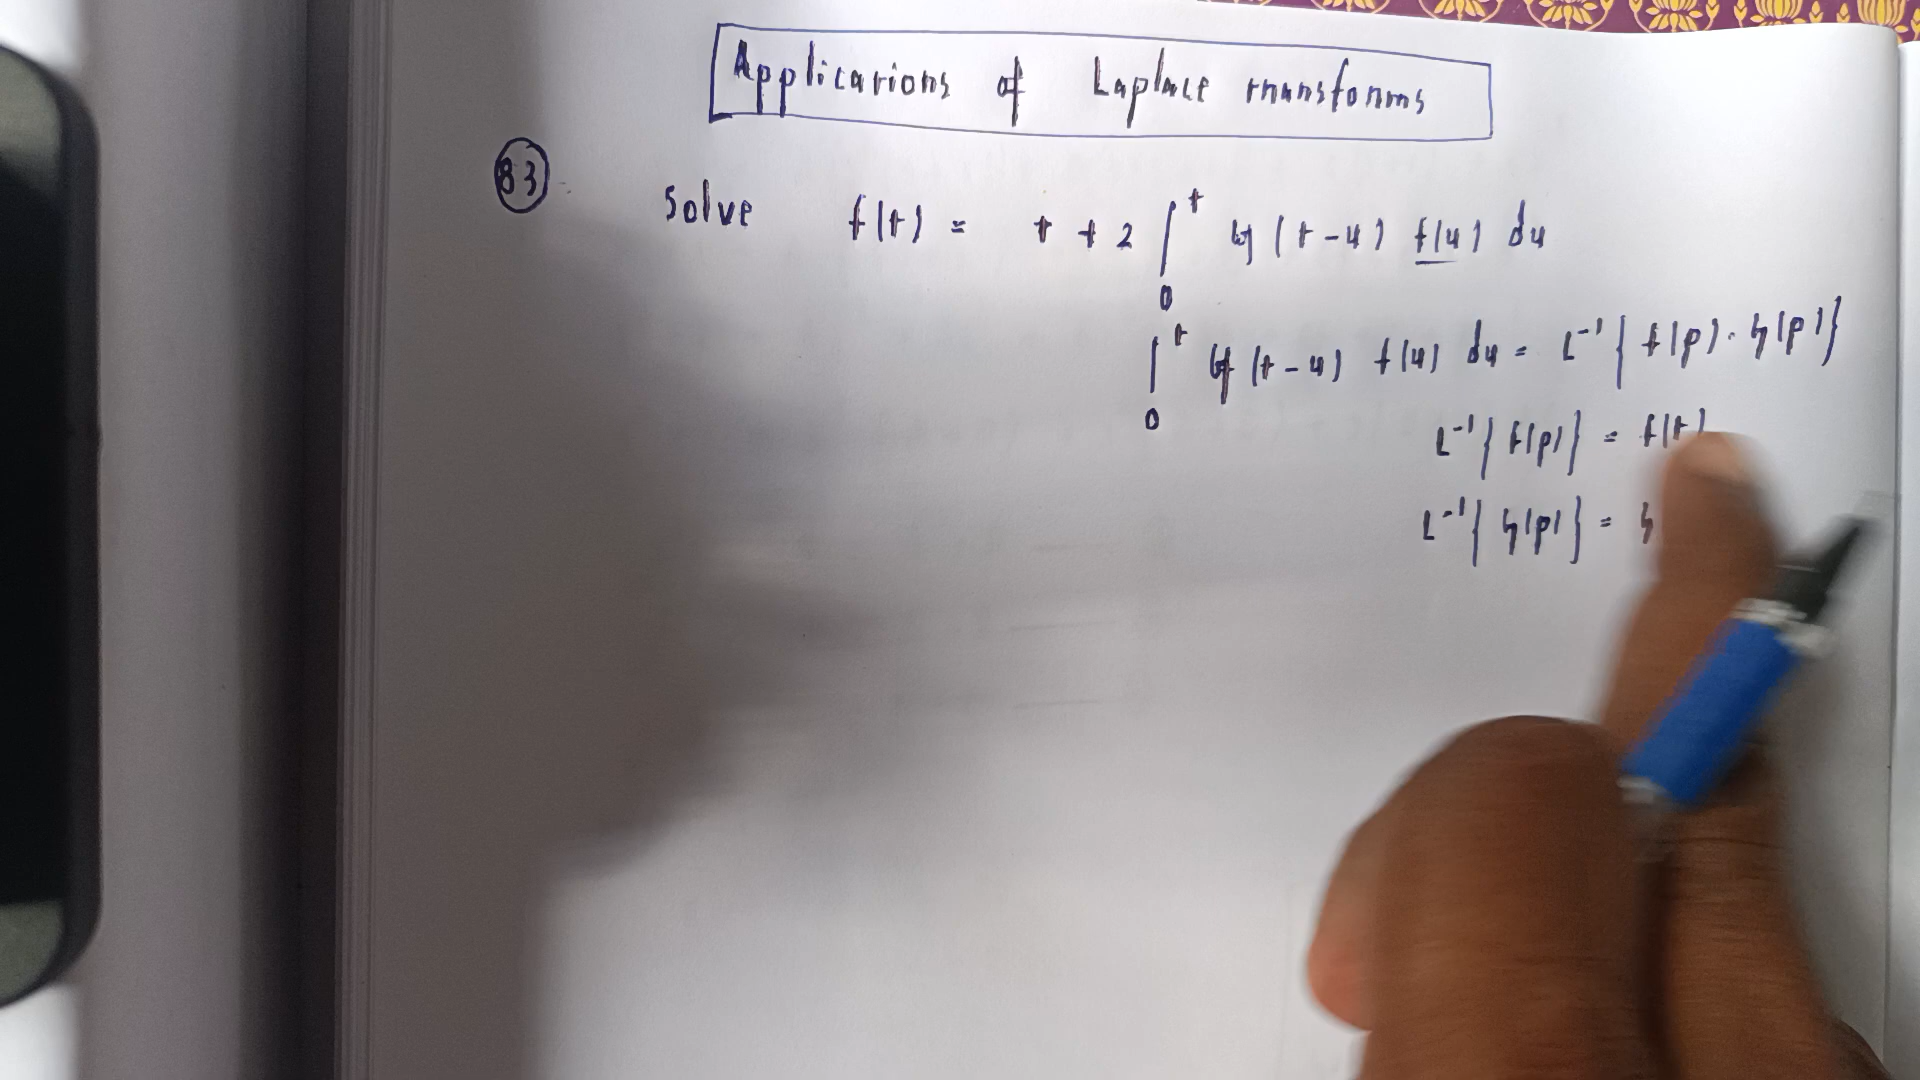 Applications of Laplace transforms
83
Solve f(t) = t + 2 ∫₀ᵗ (t-u) f(u) du
∫₀ᵗ (t-u) f(u) du = L⁻¹{ f(p) . g(p) }
L⁻¹{ f(p) } = f(t)
L⁻¹{ g(p) } = g